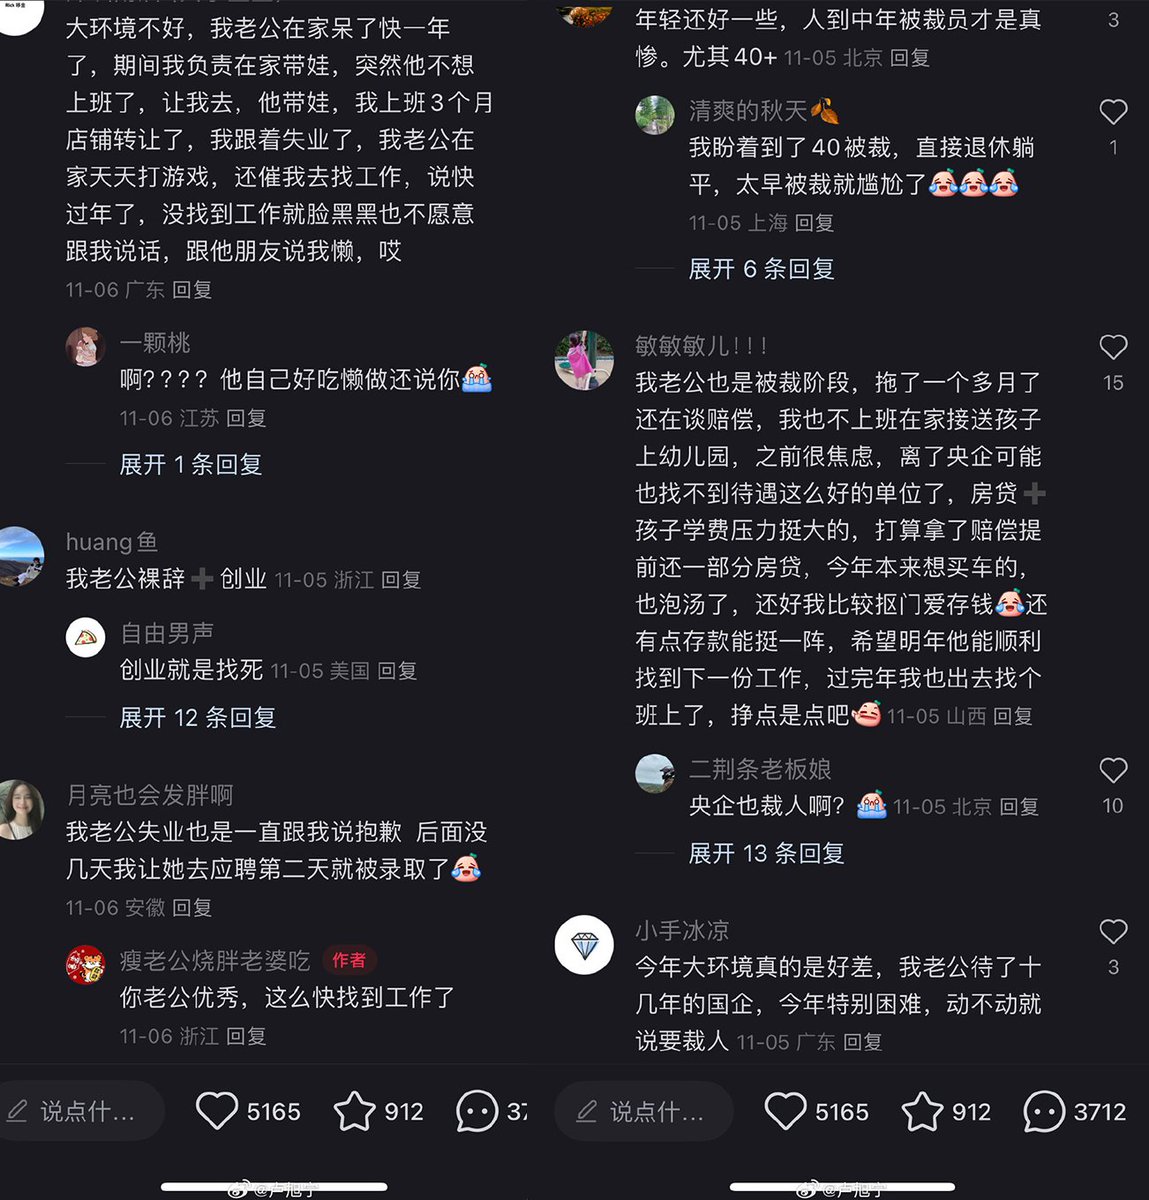 大环境不好，我老公在家呆了快一年
了，期间我负责在家带娃，突然他不想
上班了，让我去，他带娃，我上班3个月
店铺转让了，我跟着失业了，我老公在
家天天打游戏，还催我去找工作，说快
过年了，没找到工作就脸黑黑也不愿意
跟我说话，跟他朋友说我懒，哎
11-06 广东 回复
一颗桃
啊？？？？他自己好吃懒做还说你
11-06 江苏 回复
展开 1 条回复
huang鱼
我老公裸辞➕创业 11-05 浙江 回复
自由男声
创业就是找死 11-05 美国 回复
展开 12 条回复
月亮也会发胖啊
我老公失业也是一直跟我说抱歉 后面没
几天我让她去应聘第二天就被录取了
11-06 安徽 回复
瘦老公烧胖老婆吃 作者
你老公优秀，这么快找到工作了
11-06 浙江 回复
说点什...
5165
912
37
年轻还好一些，人到中年被裁员才是真
惨。尤其40+ 11-05 北京 回复
3
清爽的秋天🍂
我盼着到了40被裁，直接退休躺
平，太早被裁就尴尬了
1
11-05 上海 回复
展开 6 条回复
敏敏敏儿！！！
我老公也是被裁阶段，拖了一个多月了
15
还在谈赔偿，我也不上班在家接送孩子
上幼儿园，之前很焦虑，离了央企可能
也找不到待遇这么好的单位了，房贷➕
孩子学费压力挺大的，打算拿了赔偿提
前还一部分房贷，今年本来想买车的，
也泡汤了，还好我比较抠门爱存钱还
有点存款能挺一阵，希望明年他能顺利
找到下一份工作，过完年我也出去找个
班上了，挣点是点吧 11-05 山西 回复
二荆条老板娘
央企也裁人啊？ 11-05 北京 回复
10
展开 13 条回复
小手冰凉
今年大环境真的是好差，我老公待了十
3
几年的国企，今年特别困难，动不动就
说要裁人 11-05 广东 回复
说点什...
5165
912
3712
@卢旭宁
@卢旭宁